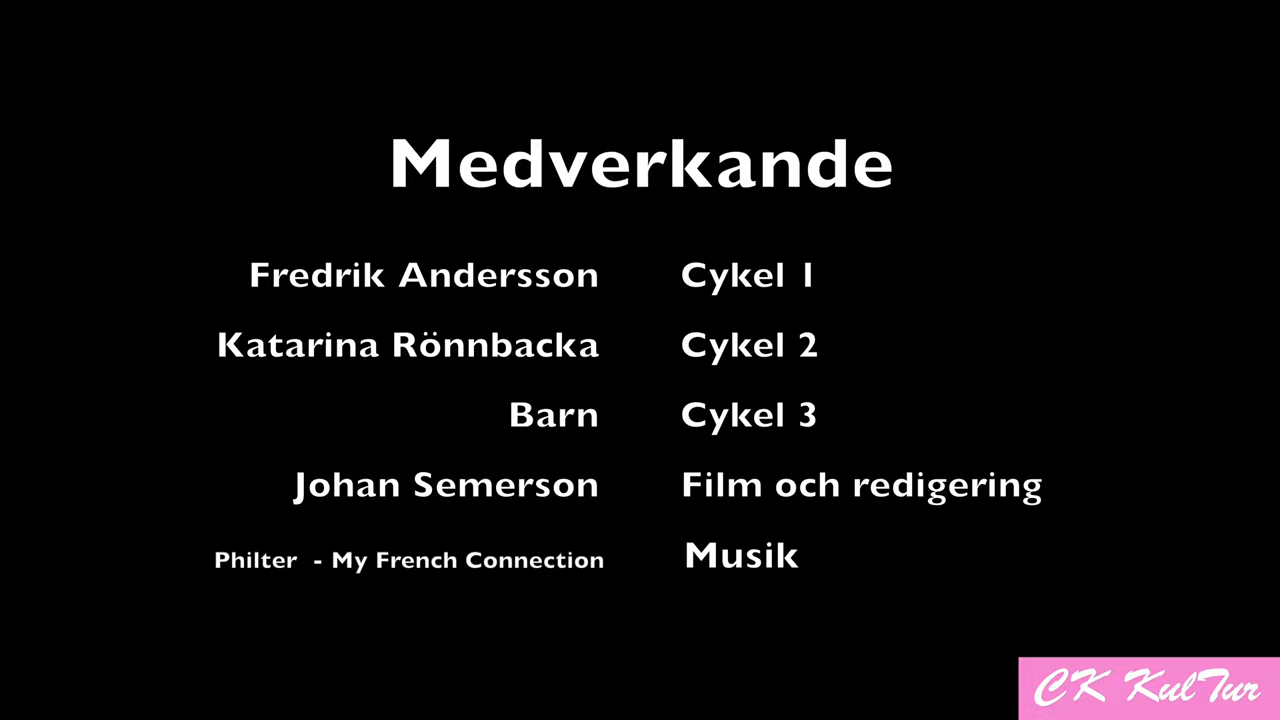 Medverkande
Fredrik Andersson Cykel 1
Katarina Rönnbacka Cykel 2
Barn Cykel 3
Johan Semerson Film och redigering
Philter - My French Connection Musik
CK KulTur